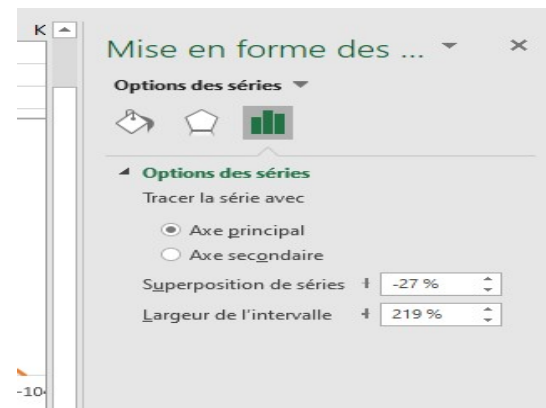 K
Mise en forme des ...
Options des séries
Options des séries
Tracer la série avec
Axe principal
Axe secondaire
Superposition de séries -27 %
Largeur de l'intervalle 219 %